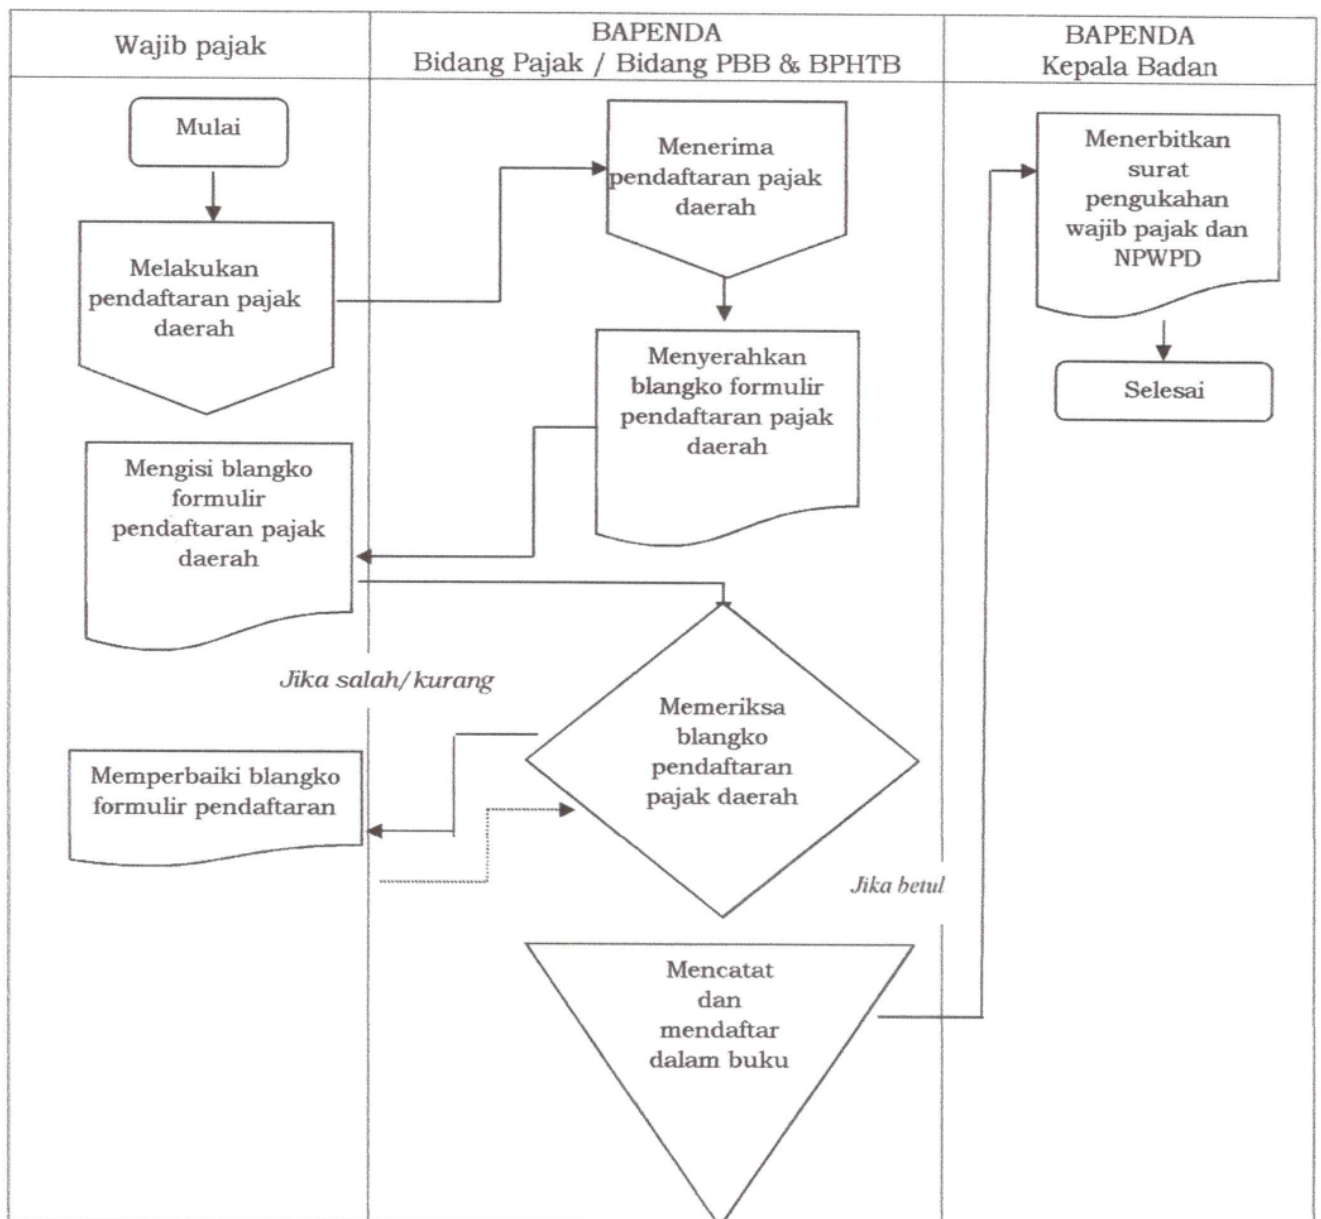 Wajib pajak
BAPENDA
Bidang Pajak / Bidang PBB & BPHTB
BAPENDA
Kepala Badan
Mulai
Melakukan
pendaftaran pajak
daerah
Menerima
pendaftaran pajak
daerah
Menyerahkan
blangko formulir
pendaftaran pajak
daerah
Mengisi blangko
formulir
pendaftaran pajak
daerah
Jika salah/kurang
Memeriksa
blangko
pendaftaran
pajak daerah
Memperbaiki blangko
formulir pendaftaran
Jika betul
Mencatat
dan
mendaftar
dalam buku
Menerbitkan
surat
pengukahan
wajib pajak dan
NPWPD
Selesai